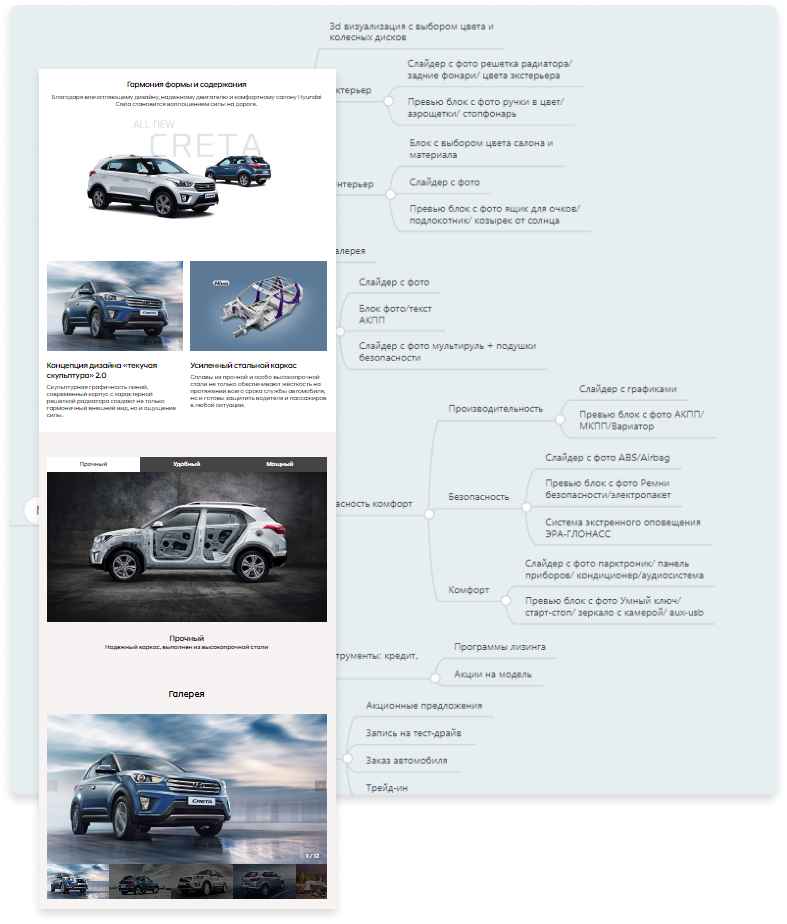 3d визуализация с выбором цвета и
колесных дисков
Слайдер с фото решетка радиатора/
задние фонари/ цвета экстерьера
ктерьер
Превью блок с фото ручки в цвет/
аэрощетки/ стопфонарь
Блок с выбором цвета салона и
материала
нтерьер
Слайдер с фото
Превью блок с фото ящик для очков/
подлокотник/ козырек от солнца
алерея
Слайдер с фото
Блок фото/текст
АКПП
Слайдер с фото мультируль + подушки
безопасности
Производительность
Слайдер с графиками
Превью блок с фото АКПП/
МКПП/Вариатор
асность комфорт
Безопасность
Слайдер с фото ABS/Airbag
Превью блок с фото Ремни
безопасности/электропакет
Система экстренного оповещения
ЭРА-ГЛОНАСС
Комфорт
Слайдер с фото парктроник/ панель
приборов/ кондиционер/аудиосистема
Превью блок с фото Умный ключ/
старт-стоп/ зеркало с камерой/ aux-usb
трументы: кредит,
Программы лизинга
Акции на модель
Акционные предложения
Запись на тест-драйв
Заказ автомобиля
Трейд-ин
Гармония формы и содержания
Благодаря впечатляющему дизайну, надежному двигателю и комфортному салону Hyundai
Creta становится воплощением силы на дороге.
ALL NEW
CRETA
Hive
Концепция дизайна «текучая
скульптура» 2.0
Скульптурная графичность линий,
современный корпус с характерной
решеткой радиатора создают не только
гармоничный внешний вид, но и ощущение
силы.
Усиленный стальной каркас
Сплавы из прочной и особо высокопрочной
стали не только обеспечивают жёсткость на
протяжении всего срока службы автомобиля,
но и готовы защитить водителя и пассажиров
в любой ситуации.
Прочный
Удобный
Мощный
Прочный
Надежный каркас, выполнен из высокопрочной стали
Галерея
CRETA
1 / 12